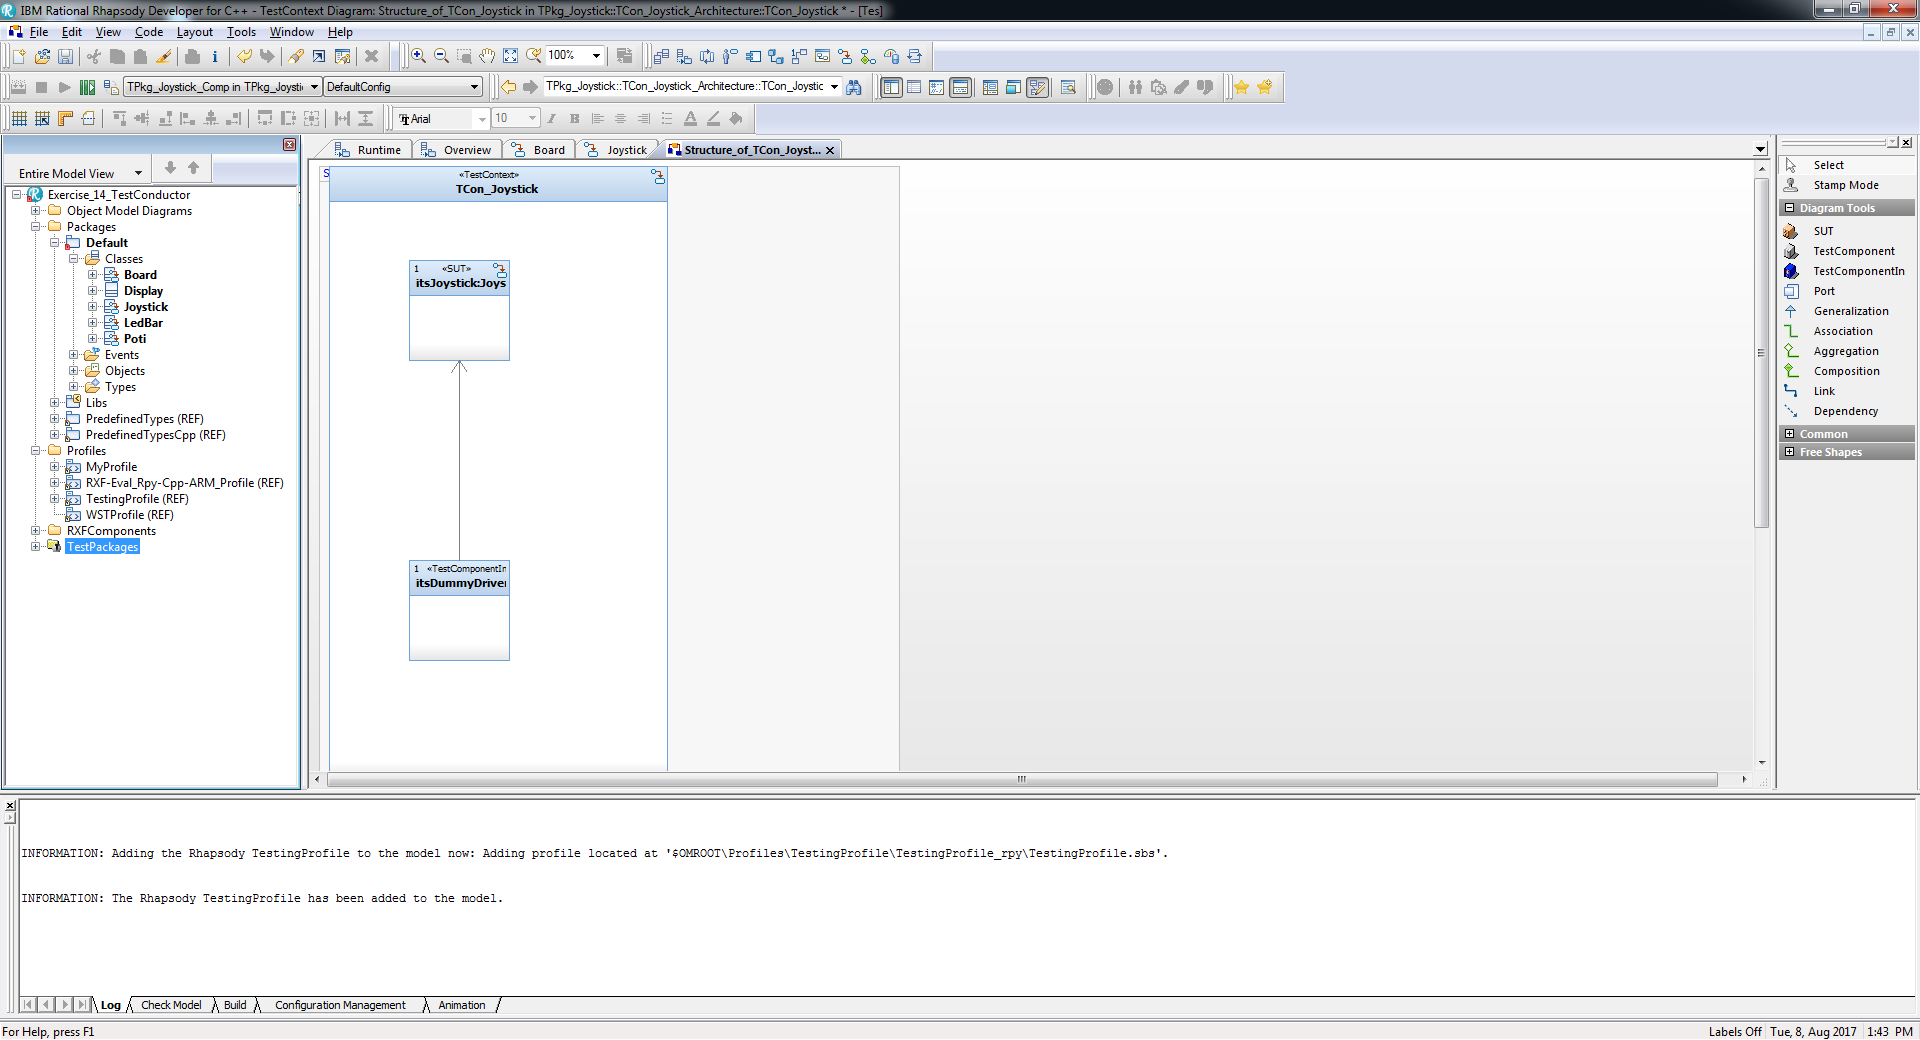 IBM Rational Rhapsody Developer for C++ - TestContext Diagram: Structure_of_TCon_Joystick in TPkg_Joystick::TCon_Joystick_Architecture::TCon_Joystick * - [Tes]
File Edit View Code Layout Tools Window Help
100%
TPkg_Joystick_Comp in TPkg_Joysti DefaultConfig TPkg_Joystick::TCon_Joystick_Architecture::TCon_Joystic
Arial 10
Entire Model View
Exercise_14_TestConductor
Object Model Diagrams
Packages
Default
Classes
Board
Display
Joystick
LedBar
Poti
Events
Objects
Types
Libs
PredefinedTypes (REF)
PredefinedTypesCpp (REF)
Profiles
MyProfile
RXF-Eval_Rpy-Cpp-ARM_Profile (REF)
TestingProfile (REF)
WSTProfile (REF)
RXFComponents
TestPackages
Runtime Overview Board Joystick Structure_of_TCon_Joyst...
S
«TestContext»
TCon_Joystick
1 «SUT»
itsJoystick:Joys
1 «TestComponentIn
itsDummyDriver
Select
Stamp Mode
Diagram Tools
SUT
TestComponent
TestComponentIn
Port
Generalization
Association
Aggregation
Composition
Link
Dependency
Common
Free Shapes
INFORMATION: Adding the Rhapsody TestingProfile to the model now: Adding profile located at '$OMROOT\Profiles\TestingProfile\TestingProfile_rpy\TestingProfile.sbs'.
INFORMATION: The Rhapsody TestingProfile has been added to the model.
Log Check Model Build Configuration Management Animation
For Help, press F1 Labels Off Tue, 8, Aug 2017 1:43 PM